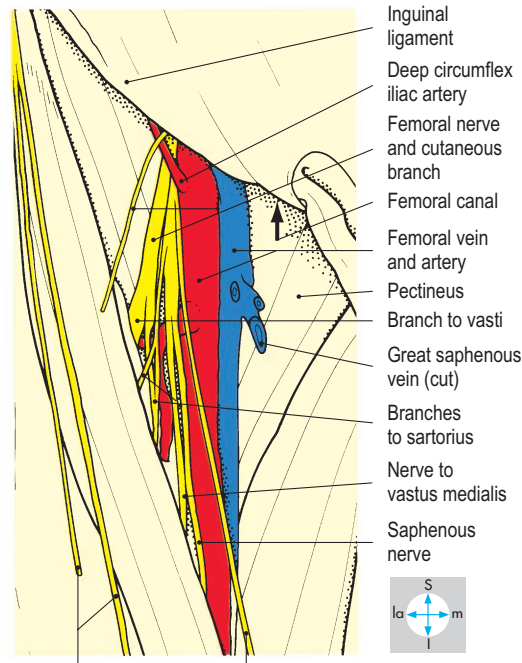 Inguinal
ligament
Deep circumflex
iliac artery
Femoral nerve
and cutaneous
branch
Femoral canal
Femoral vein
and artery
Pectineus
Branch to vasti
Great saphenous
vein (cut)
Branches
to sartorius
Nerve to
vastus medialis
Saphenous
nerve
S
la m
I